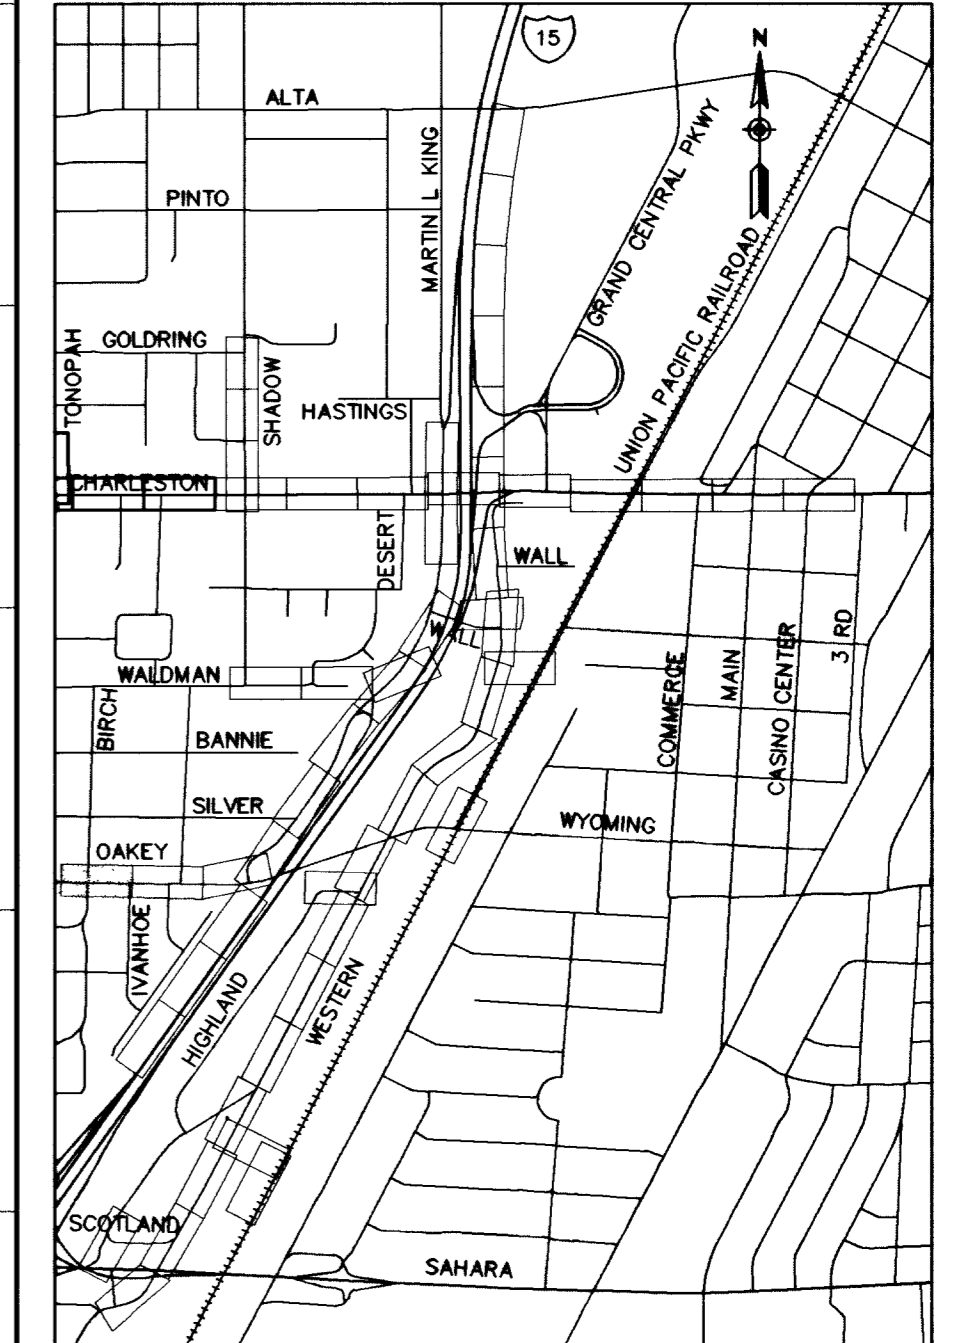 15
N
ALTA
MARTIN L KING
GRAND CENTRAL PKWY
PINTO
UNION PACIFIC RAILROAD
GOLDRING
TONOPAH
SHADOW
HASTINGS
CHARLESTON
DESERT
WALL
WALL
3 RD
WALDMAN
COMMERCE
MAIN
CASINO CENTER
BIRCH
BANNIE
SILVER
WYOMING
OAKEY
IVANHOE
HIGHLAND
WESTERN
SCOTLAND
SAHARA